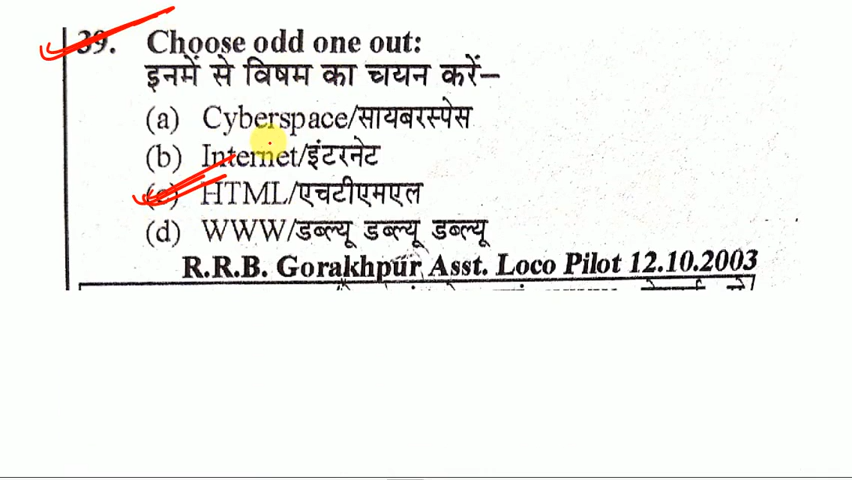 39. Choose odd one out:
इनमें से विषम का चयन करें–
(a) Cyberspace/सायबरस्पेस
(b) Internet/इंटरनेट
(c) HTML/एचटीएमएल
(d) WWW/डब्ल्यू डब्ल्यू डब्ल्यू
R.R.B. Gorakhpur Asst. Loco Pilot 12.10.2003